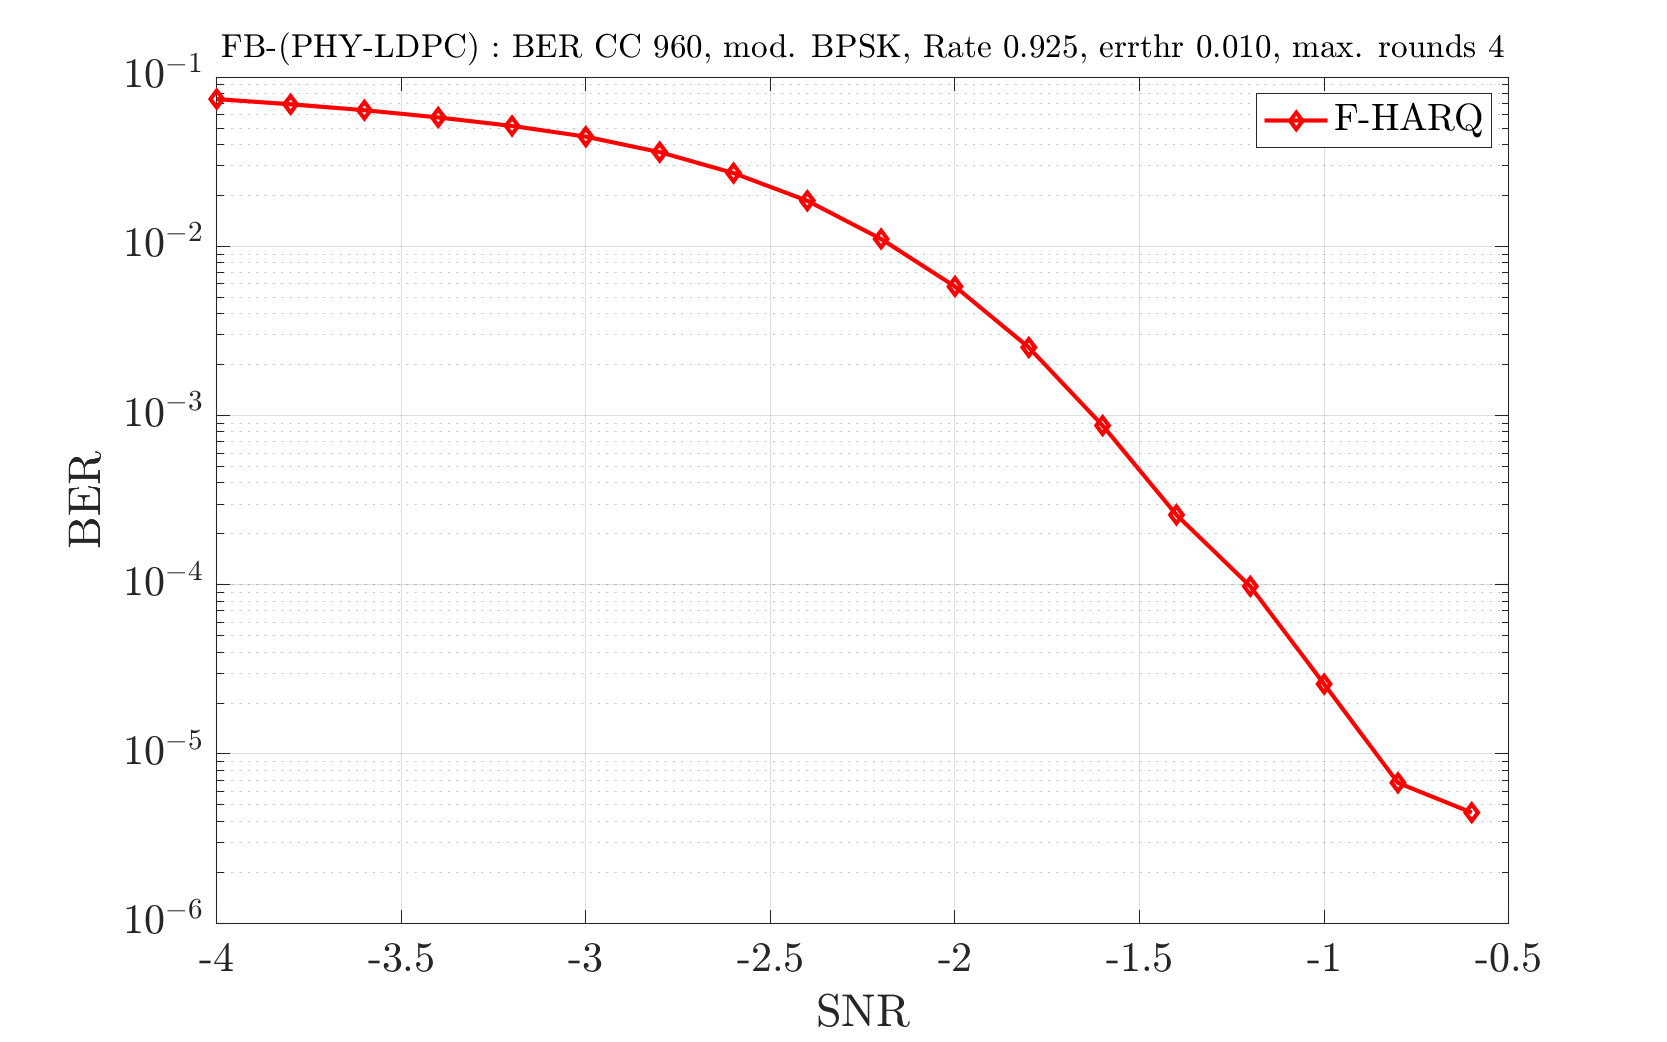 FB-(PHY-LDPC) : BER CC 960, mod. BPSK, Rate 0.925, errthr 0.010, max. rounds 4
10⁻¹
F-HARQ
10⁻²
10⁻³
BER
10⁻⁴
10⁻⁵
10⁻⁶
-4 -3.5 -3 -2.5 -2 -1.5 -1 -0.5
SNR